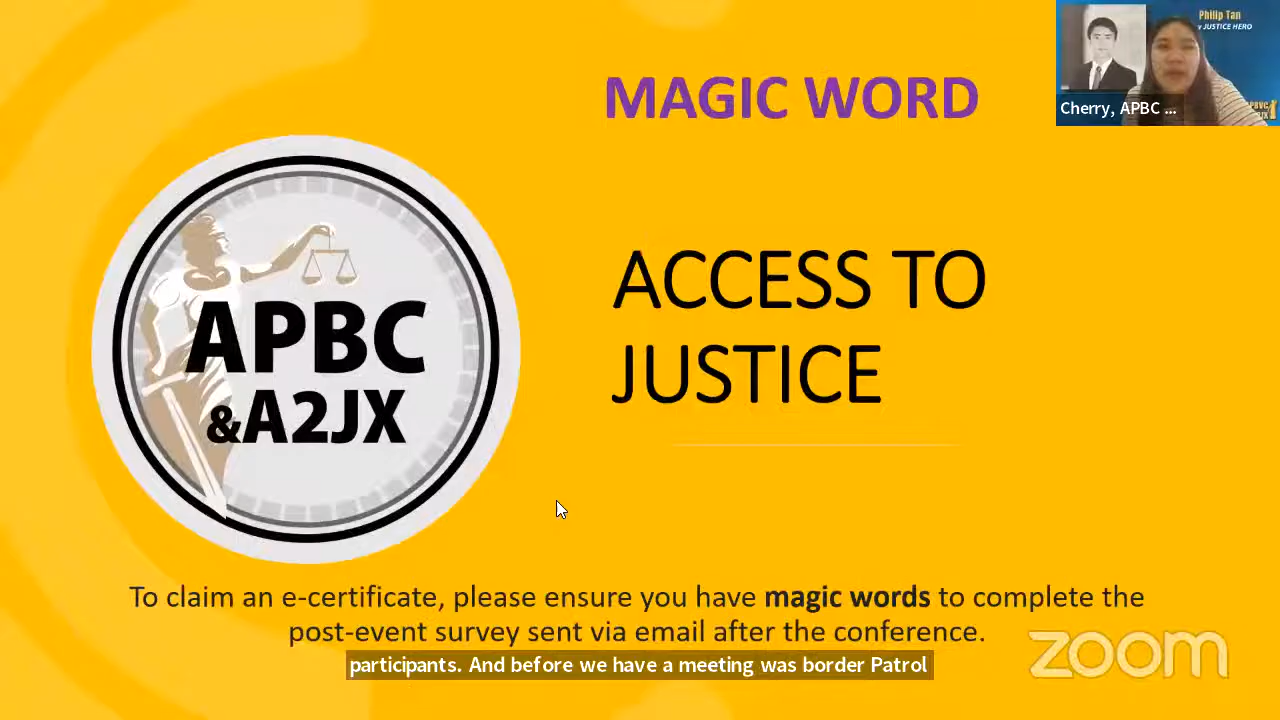 MAGIC WORD
Philip Tan
JUSTICE HERO
Cherry, APBC ...
APBC
&A2JX
ACCESS TO
JUSTICE
To claim an e-certificate, please ensure you have magic words to complete the
post-event survey sent via email after the conference.
participants. And before we have a meeting was border Patrol
zoom